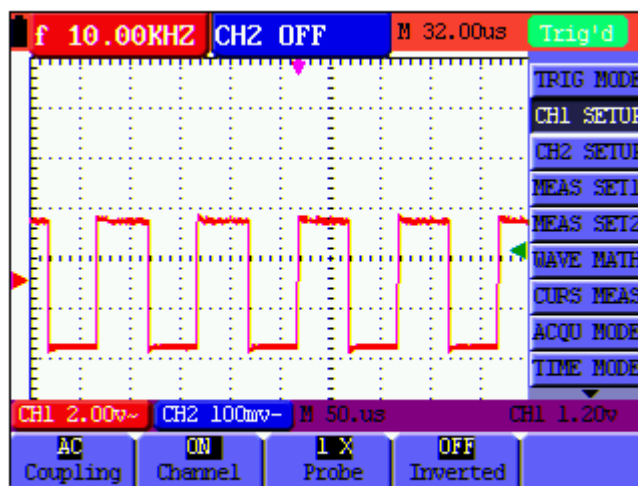 f 10.00KHZ CH2 OFF M 32.00us Trig'd
TRIG MODE
CH1 SETUP
CH2 SETUP
MEAS SET1
MEAS SET2
WAVE MATH
CURS MEAS
ACQU MODE
TIME MODE
CH1 2.00v~ CH2 100mv- M 50.us CH1 1.20v
AC ON 1 X OFF
Coupling Channel Probe Inverted